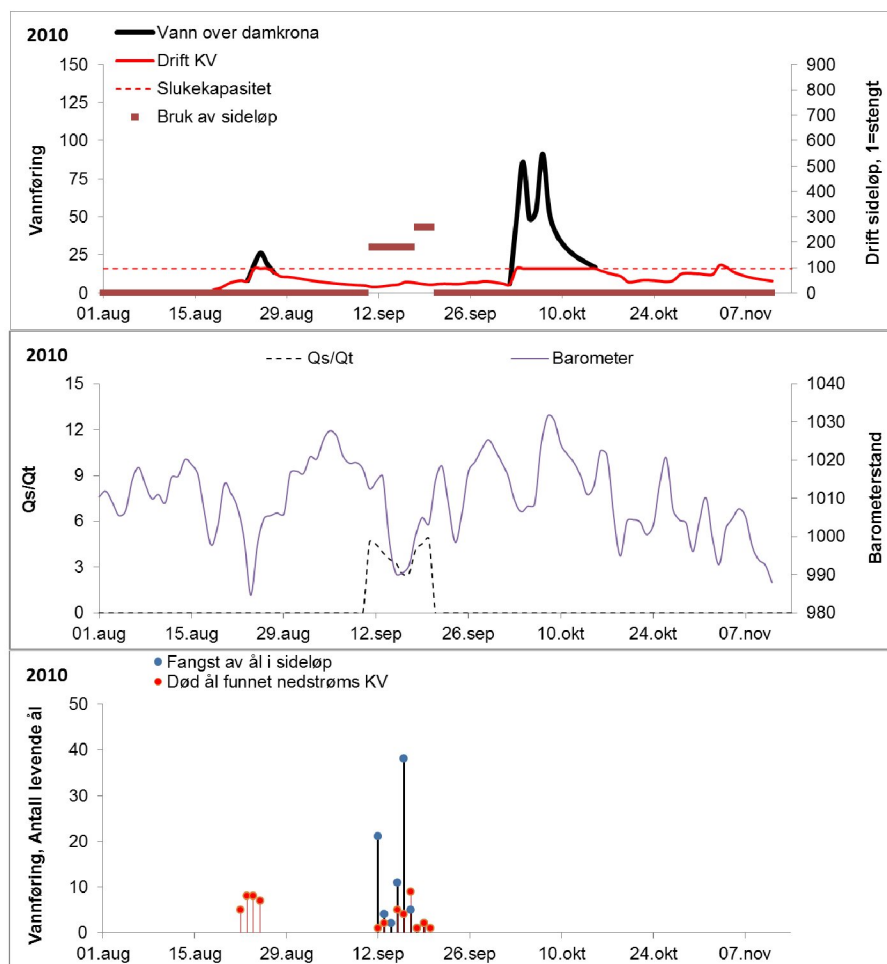 2010
Vann over damkrona
Drift KV
Slukekapasitet
Bruk av sideløp
150
125
100
75
50
25
0
Vannføring
900
800
700
600
500
400
300
200
100
0
Drift sideløp, 1=stengt
01.aug 15.aug 29.aug 12.sep 26.sep 10.okt 24.okt 07.nov
2010
Qs/Qt Barometer
15
12
9
6
3
0
Qs/Qt
1040
1030
1020
1010
1000
990
980
Barometerstand
01.aug 15.aug 29.aug 12.sep 26.sep 10.okt 24.okt 07.nov
2010
Fangst av ål i sideløp
Død ål funnet nedstrøms KV
50
40
30
20
10
0
Vannføring, Antall levende ål
01.aug 15.aug 29.aug 12.sep 26.sep 10.okt 24.okt 07.nov